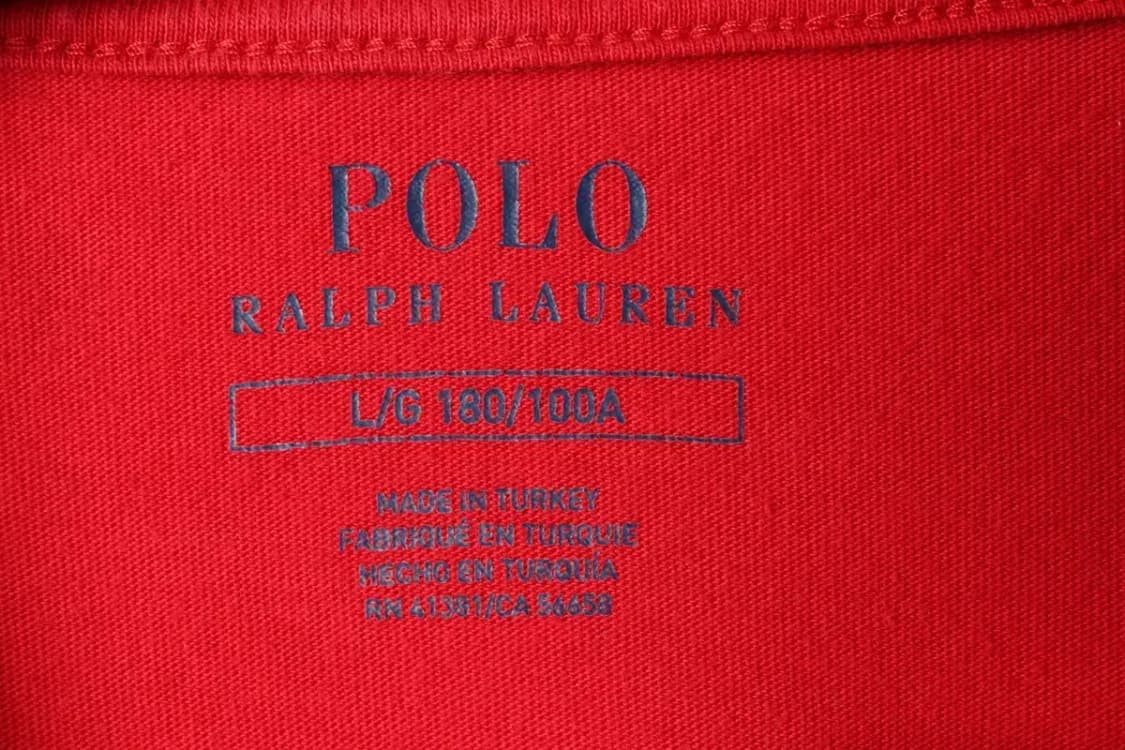 POLO
RALPH LAUREN
L/G 180/100A
MADE IN TURKEY
FABRIQUÉ EN TURQUIE
HECHO EN TURQUÍA
RN 41381/CA 56658